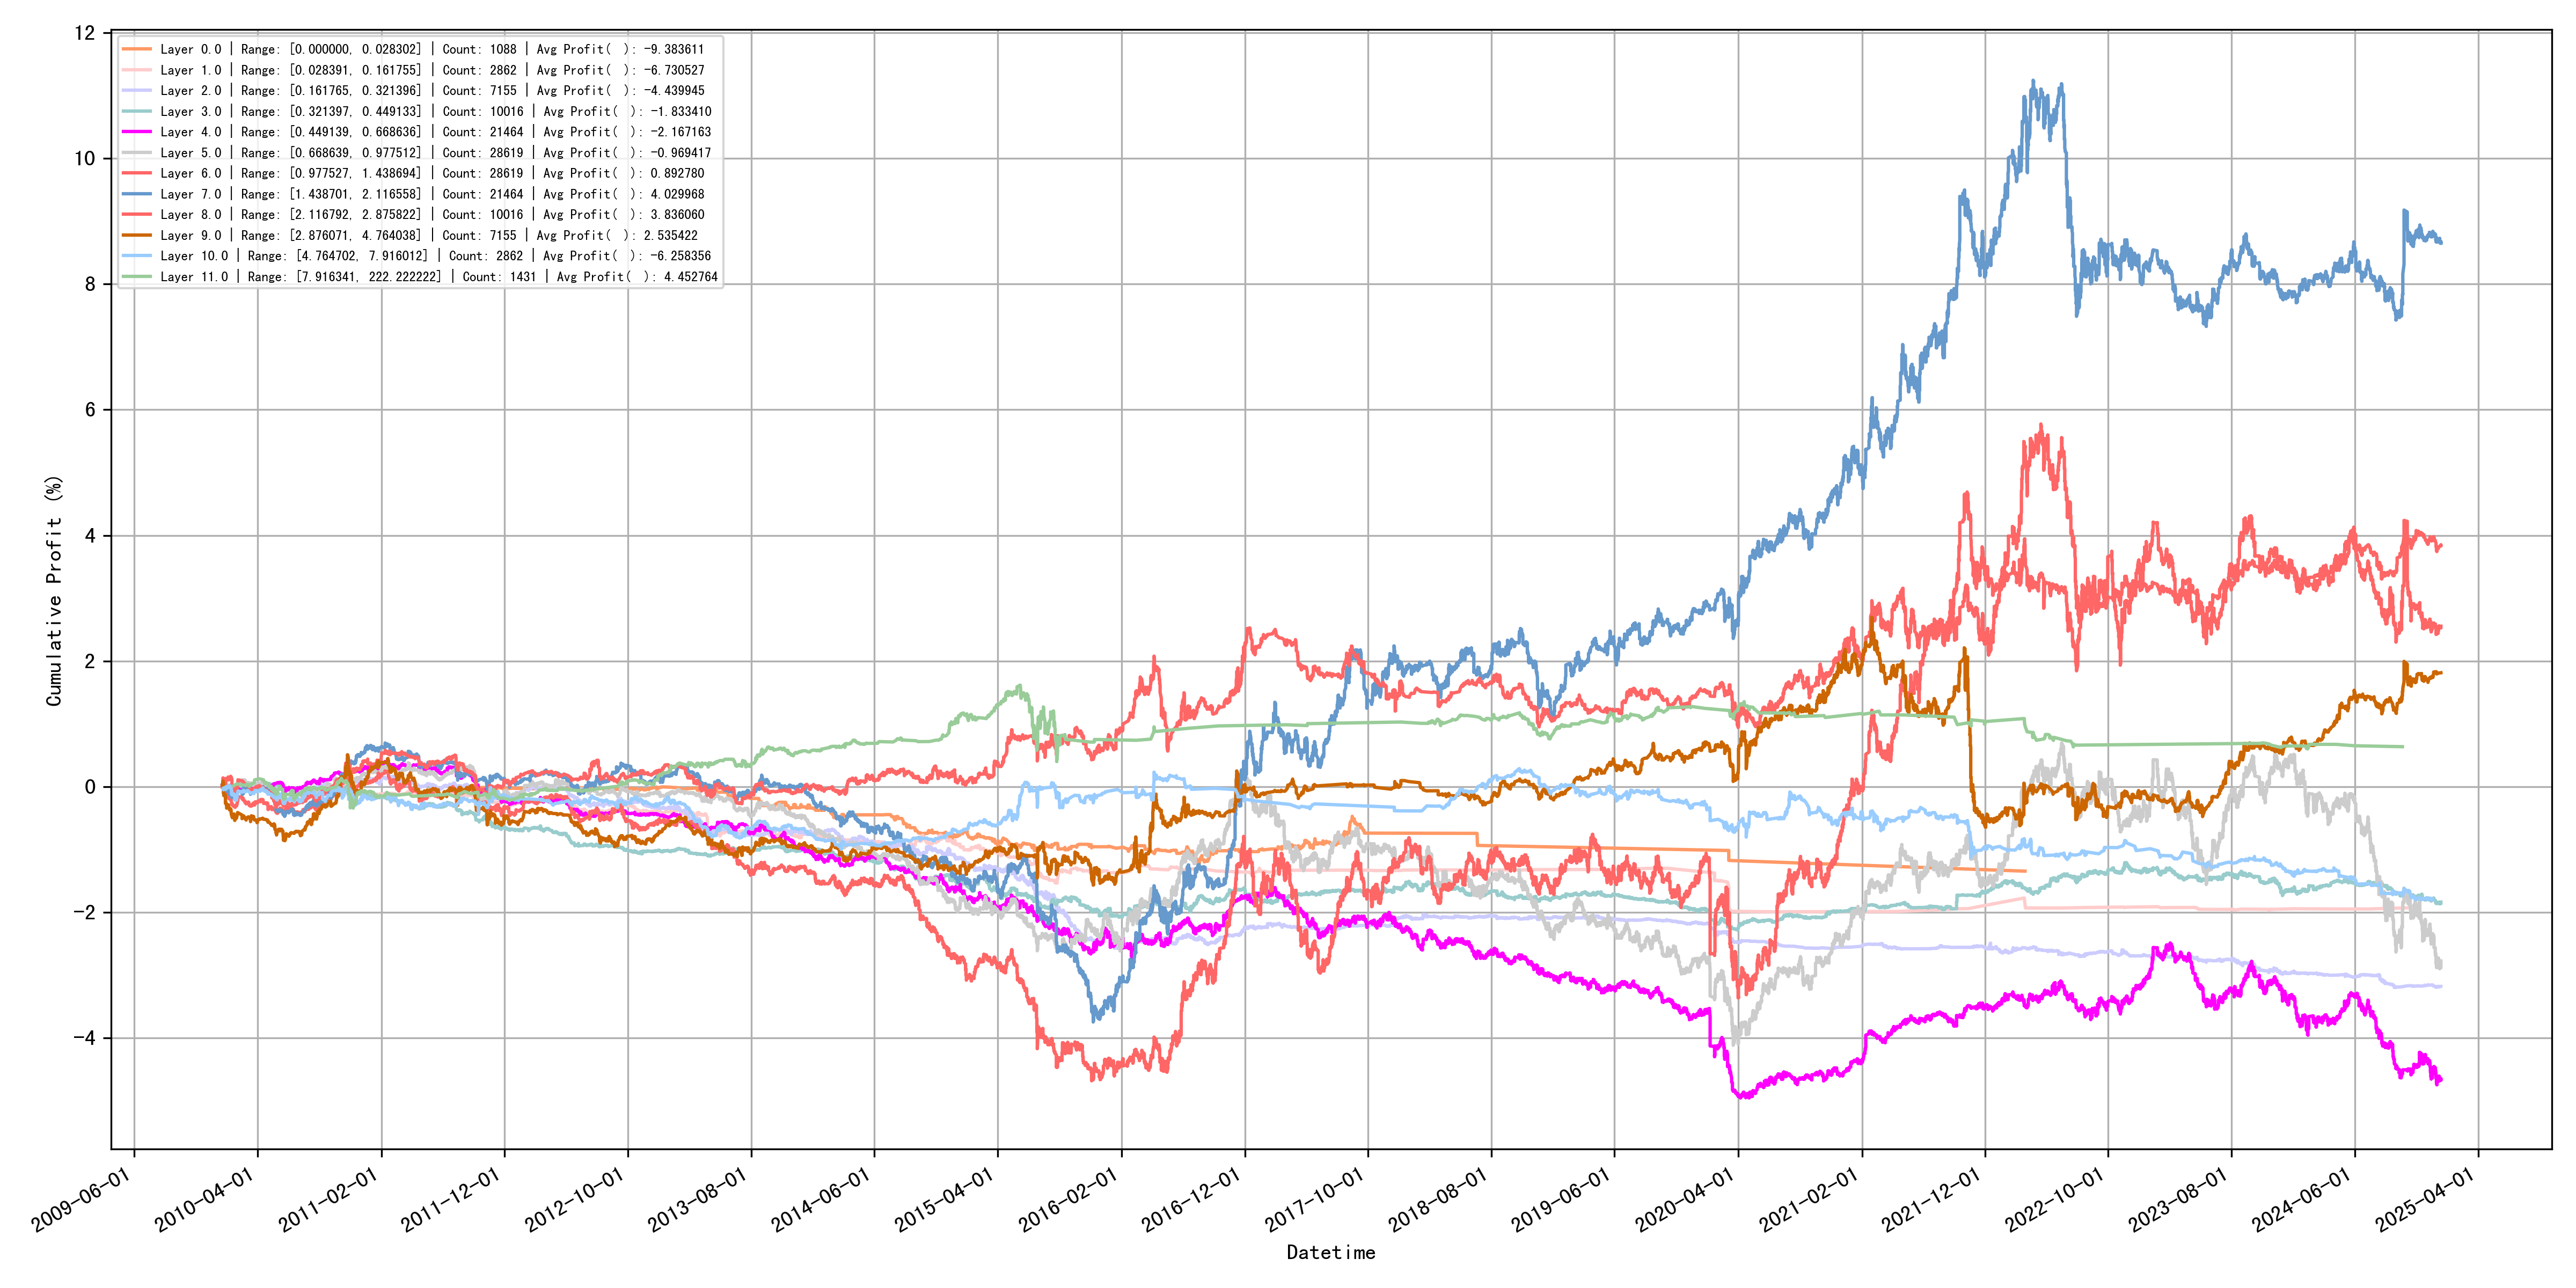 12
10
8
6
4
2
0
-2
-4
Cumulative Profit (%)
Layer 0.0 | Range: [0.000000, 0.028302] | Count: 1088 | Avg Profit( ): -9.383611
Layer 1.0 | Range: [0.028391, 0.161755] | Count: 2862 | Avg Profit( ): -6.730527
Layer 2.0 | Range: [0.161765, 0.321396] | Count: 7155 | Avg Profit( ): -4.439945
Layer 3.0 | Range: [0.321397, 0.449133] | Count: 10016 | Avg Profit( ): -1.833410
Layer 4.0 | Range: [0.449139, 0.668636] | Count: 21464 | Avg Profit( ): -2.167163
Layer 5.0 | Range: [0.668639, 0.977512] | Count: 28619 | Avg Profit( ): -0.969417
Layer 6.0 | Range: [0.977527, 1.438694] | Count: 28619 | Avg Profit( ): 0.892780
Layer 7.0 | Range: [1.438701, 2.116558] | Count: 21464 | Avg Profit( ): 4.029968
Layer 8.0 | Range: [2.116792, 2.875822] | Count: 10016 | Avg Profit( ): 3.836060
Layer 9.0 | Range: [2.876071, 4.764038] | Count: 7155 | Avg Profit( ): 2.535422
Layer 10.0 | Range: [4.764702, 7.916012] | Count: 2862 | Avg Profit( ): -6.258356
Layer 11.0 | Range: [7.916341, 222.222222] | Count: 1431 | Avg Profit( ): 4.452764
2009-06-01
2010-04-01
2011-02-01
2011-12-01
2012-10-01
2013-08-01
2014-06-01
2015-04-01
2016-02-01
2016-12-01
2017-10-01
2018-08-01
2019-06-01
2020-04-01
2021-02-01
2021-12-01
2022-10-01
2023-08-01
2024-06-01
2025-04-01
Datetime